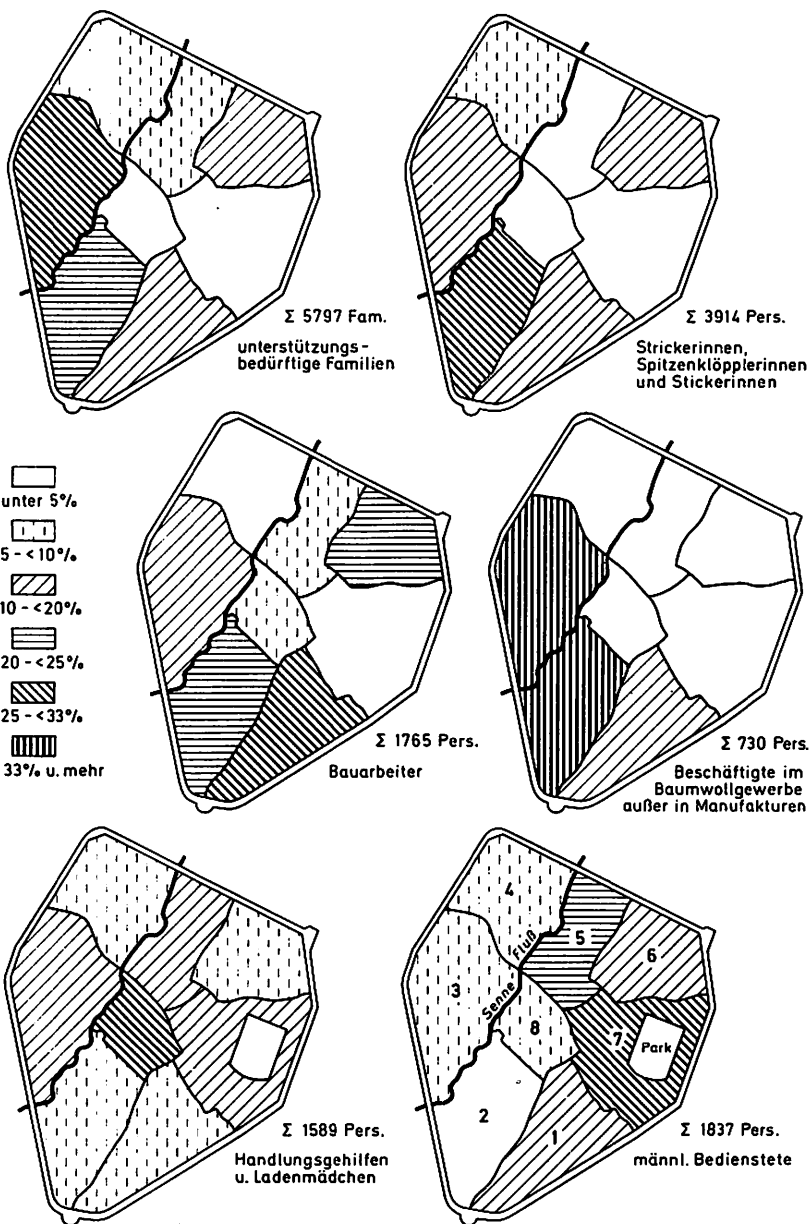 Σ 5797 Fam.
unterstützungs-
bedürftige Familien
Σ 3914 Pers.
Strickerinnen,
Spitzenklöpplerinnen
und Stickerinnen
unter 5%
5 - <10%
10 - <20%
20 - <25%
25 - <33%
33% u. mehr
Σ 1765 Pers.
Bauarbeiter
Σ 730 Pers.
Beschäftigte im
Baumwollgewerbe
außer in Manufakturen
Σ 1589 Pers.
Handlungsgehilfen
u. Ladenmädchen
4
Senne Fluß
5
6
3
8
7
Park
2
1
Σ 1837 Pers.
männl. Bedienstete